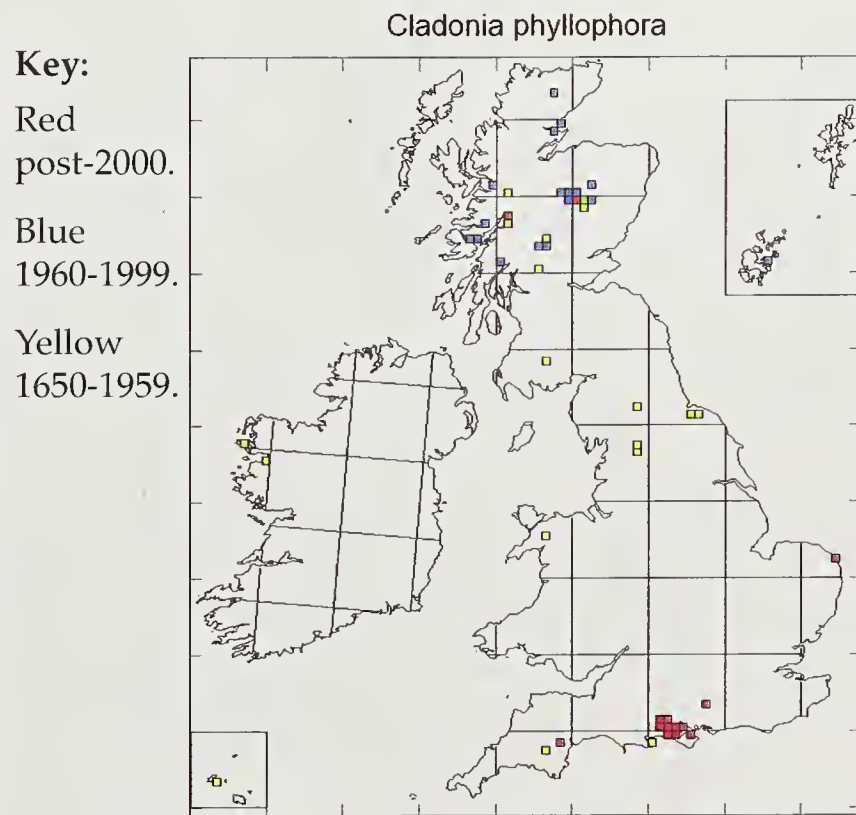 Cladonia phyllophora
Key:
Red
post-2000.
Blue
1960-1999.
Yellow
1650-1959.